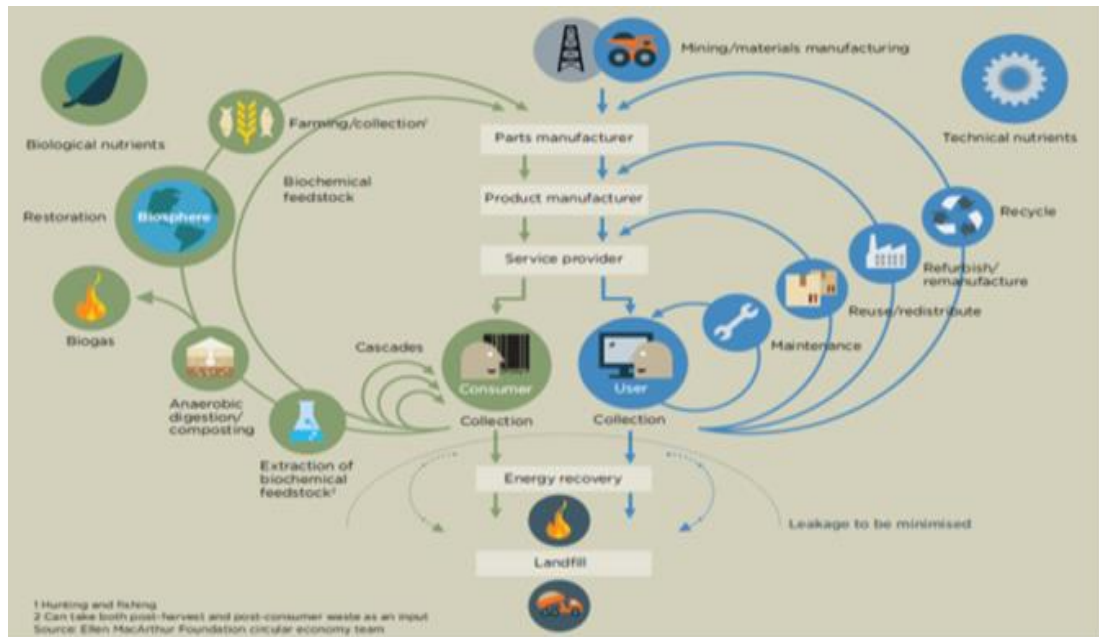 Mining/materials manufacturing
Biological nutrients
Farming/collection¹
Technical nutrients
Parts manufacturer
Biochemical
feedstock
Product manufacturer
Restoration
Biosphere
Recycle
Service provider
Refurbish/
remanufacture
Biogas
Reuse/redistribute
Cascades
Maintenance
Consumer
User
Anaerobic
digestion/
composting
Collection
Collection
Extraction of
biochemical
feedstock²
Energy recovery
Leakage to be minimised
Landfill
1 Hunting and fishing
2 Can take both post-harvest and post-consumer waste as an input
Source: Ellen MacArthur Foundation circular economy team